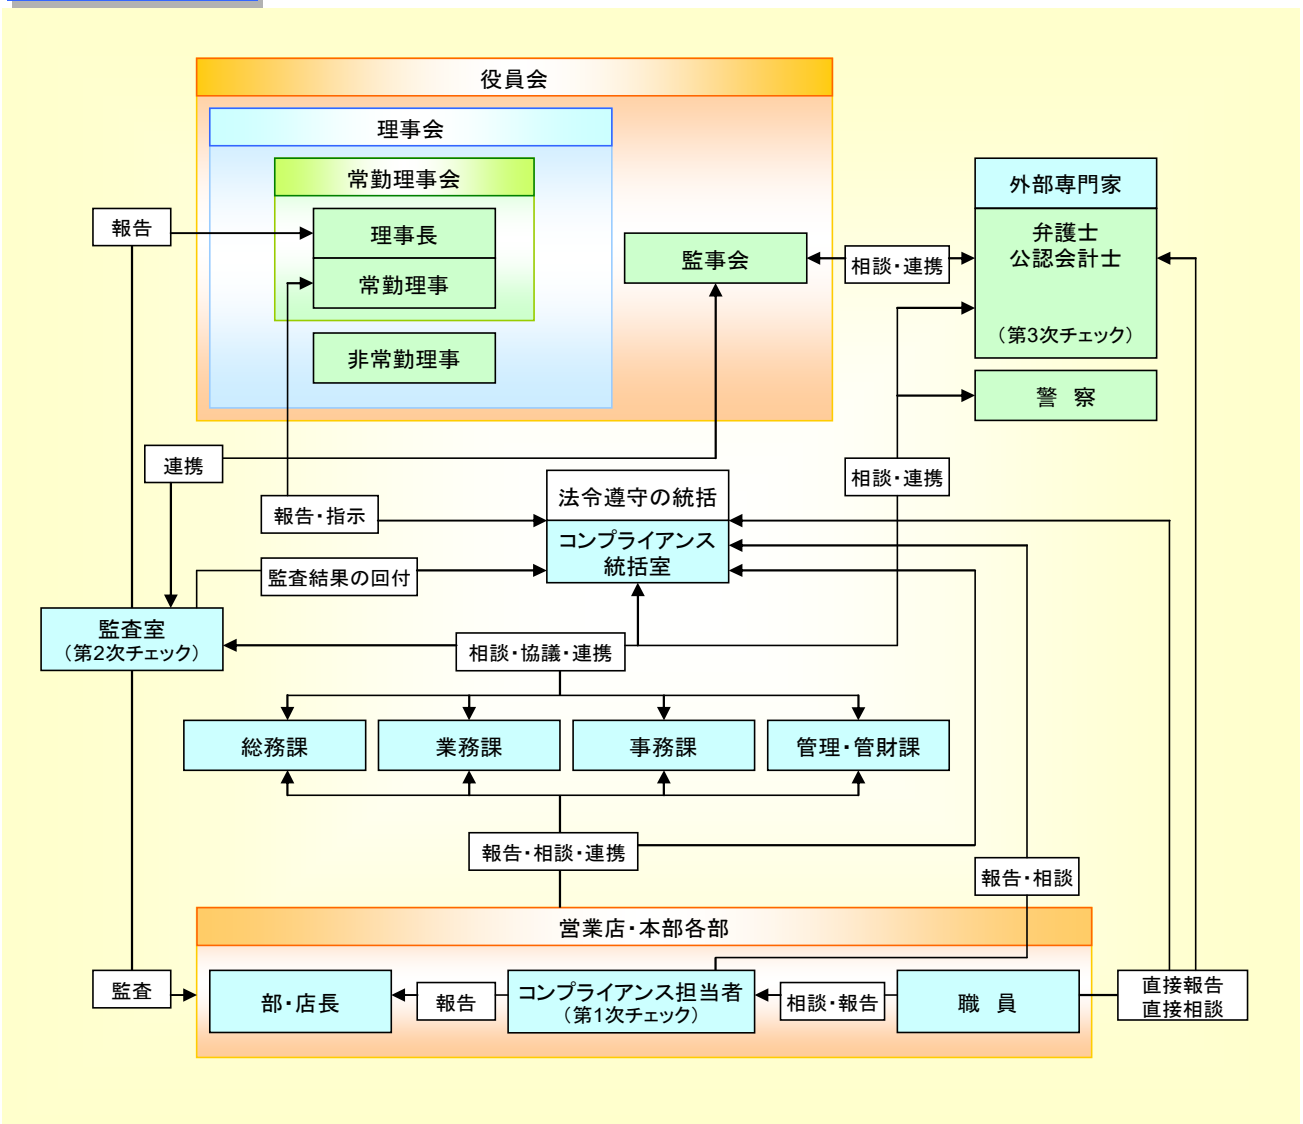 役員会
理事会
常勤理事会
理事長
常勤理事
非常勤理事
監事会
外部専門家
弁護士
公認会計士
（第3次チェック）
警　察
報告
相談・連携
連携
相談・連携
報告・指示
法令遵守の統括
コンプライアンス
統括室
監査結果の回付
監査室
（第2次チェック）
相談・協議・連携
総務課
業務課
事務課
管理・管財課
報告・相談・連携
報告・相談
営業店・本部各部
監査
部・店長
報告
コンプライアンス担当者
（第1次チェック）
相談・報告
職　員
直接報告
直接相談